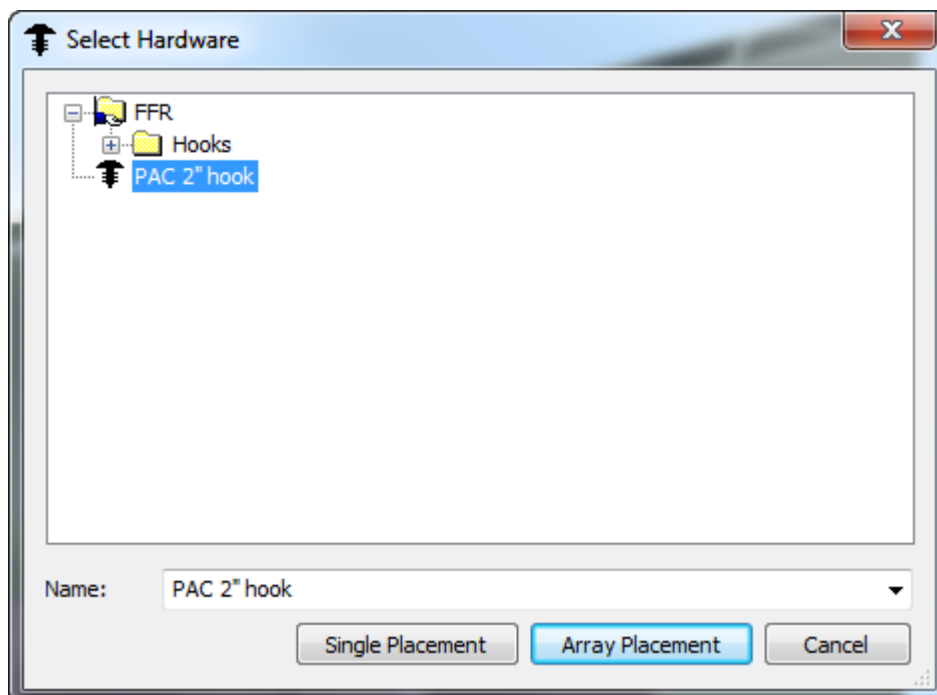 Select Hardware
FFR
Hooks
PAC 2" hook
Name: PAC 2" hook
Single Placement Array Placement Cancel